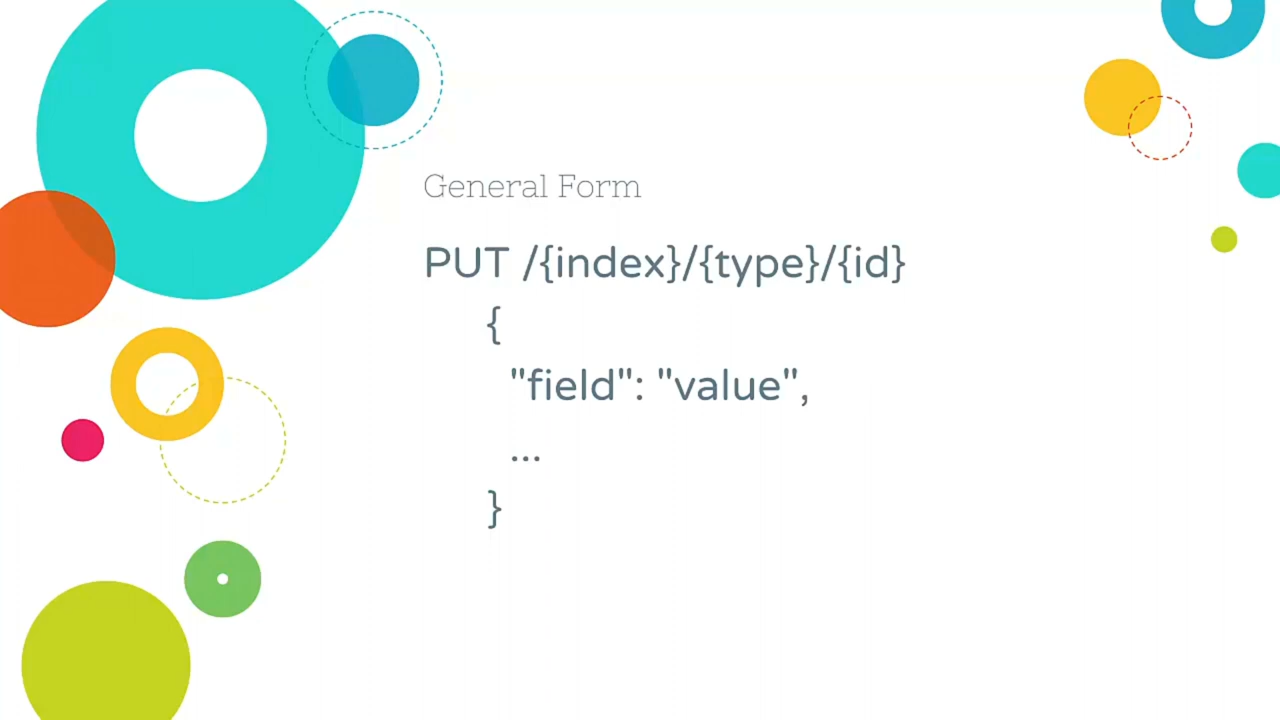 General Form
PUT /{index}/{type}/{id}
{
"field": "value",
...
}